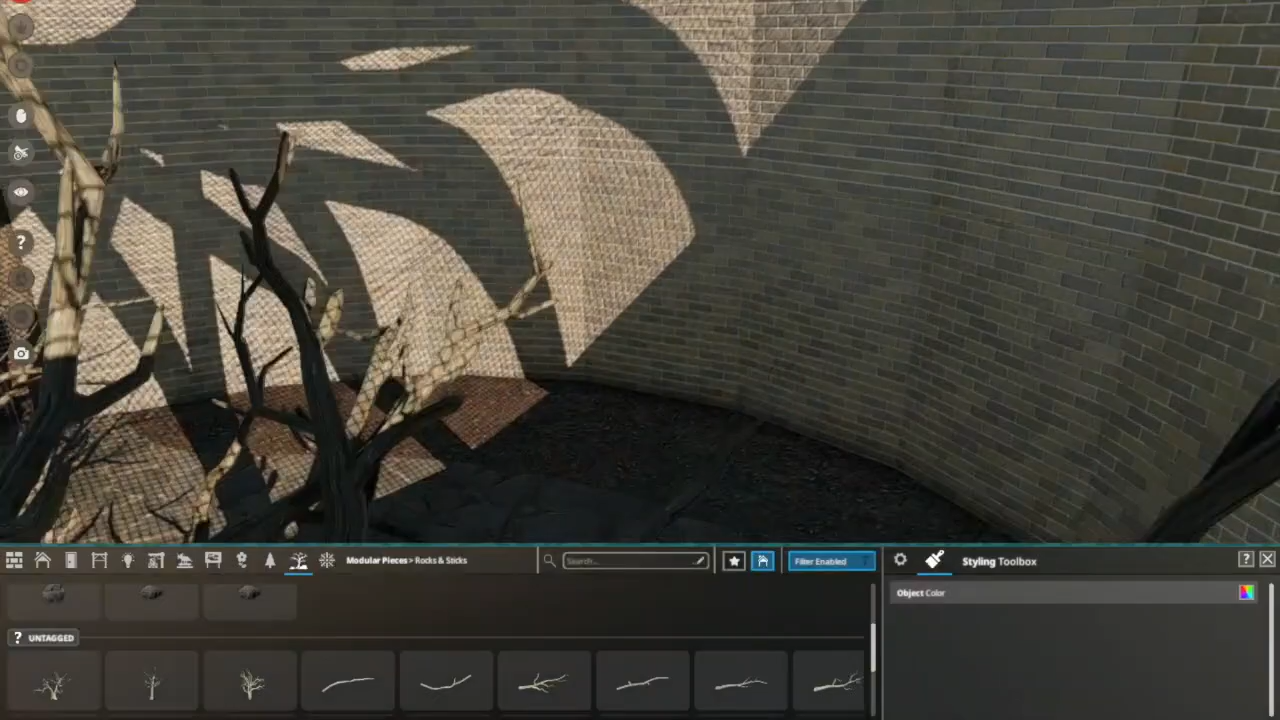 ?
Modular Pieces > Rocks & Sticks
Search...
Filter Enabled
Styling Toolbox
?
Object Color
? UNTAGGED